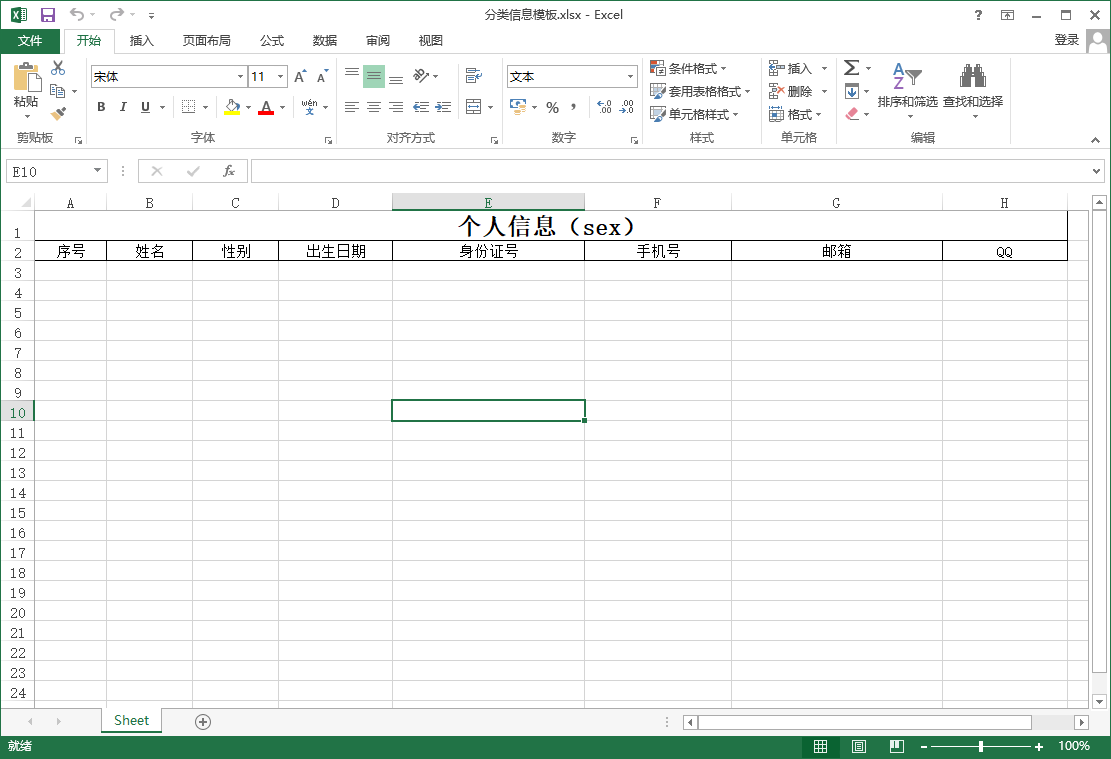 分类信息模板.xlsx - Excel
?
文件 开始 插入 页面布局 公式 数据 审阅 视图 登录
粘贴
宋体 11 A A
B I U A wén 文
文本
% , .0 .00
条件格式
套用表格格式
单元格样式
插入
删除
格式
Σ
排序和筛选 查找和选择
剪贴板 字体 对齐方式 数字 样式 单元格 编辑
E10 fx
A B C D E F G H
1 个人信息（sex）
2 序号 姓名 性别 出生日期 身份证号 手机号 邮箱 QQ
3
4
5
6
7
8
9
10
11
12
13
14
15
16
17
18
19
20
21
22
23
24
Sheet
就绪 100%